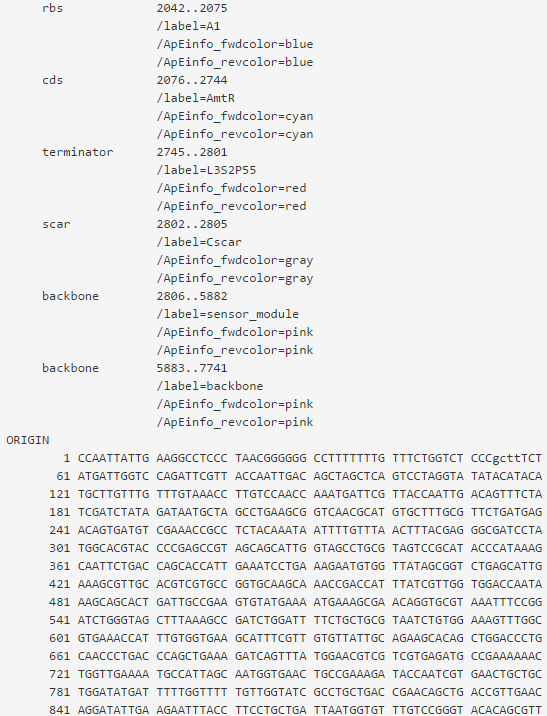 rbs 2042..2075
/label=A1
/ApEinfo_fwdcolor=blue
/ApEinfo_revcolor=blue
cds 2076..2744
/label=AmtR
/ApEinfo_fwdcolor=cyan
/ApEinfo_revcolor=cyan
terminator 2745..2801
/label=L3S2P55
/ApEinfo_fwdcolor=red
/ApEinfo_revcolor=red
scar 2802..2805
/label=Cscar
/ApEinfo_fwdcolor=gray
/ApEinfo_revcolor=gray
backbone 2806..5882
/label=sensor_module
/ApEinfo_fwdcolor=pink
/ApEinfo_revcolor=pink
backbone 5883..7741
/label=backbone
/ApEinfo_fwdcolor=pink
/ApEinfo_revcolor=pink
ORIGIN
1 CCAATTATTG AAGGCCTCCC TAACGGGGGG CCTTTTTTTG TTTCTGGTCT CCCgcttTCT
61 ATGATTGGTC CAGATTCGTT ACCAATTGAC AGCTAGCTCA GTCCTAGGTA TATACATACA
121 TGCTTGTTTG TTTGTAAACC TTGTCCAACC AAATGATTCG TTACCAATTG ACAGTTTCTA
181 TCGATCTATA GATAATGCTA GCCTGAAGCG GTCAACGCAT GTGCTTTGCG TTCTGATGAG
241 ACAGTGATGT CGAAACCGCC TCTACAAATA ATTTTGTTTA ACTTTACGAG GGCGATCCTA
301 TGGCACGTAC CCCGAGCCGT AGCAGCATTG GTAGCCTGCG TAGTCCGCAT ACCCATAAAG
361 CAATTCTGAC CAGCACCATT GAAATCCTGA AAGAATGTGG TTATAGCGGT CTGAGCATTG
421 AAAGCGTTGC ACGTCGTGCC GGTGCAAGCA AACCGACCAT TTATCGTTGG TGGACCAATA
481 AAGCAGCACT GATTGCCGAA GTGTATGAAA ATGAAAGCGA ACAGGTGCGT AAATTTCCGG
541 ATCTGGGTAG CTTTAAAGCC GATCTGGATT TTCTGCTGCG TAATCTGTGG AAAGTTTGGC
601 GTGAAACCAT TTGTGGTGAA GCATTTCGTT GTGTTATTGC AGAAGCACAG CTGGACCCTG
661 CAACCCTGAC CCAGCTGAAA GATCAGTTTA TGGAACGTCG TCGTGAGATG CCGAAAAAAC
721 TGGTTGAAAA TGCCATTAGC AATGGTGAAC TGCCGAAAGA TACCAATCGT GAACTGCTGC
781 TGGATATGAT TTTTGGTTTT TGTTGGTATC GCCTGCTGAC CGAACAGCTG ACCGTTGAAC
841 AGGATATTGA AGAATTTACC TTCCTGCTGA TTAATGGTGT TTGTCCGGGT ACACAGCGTT